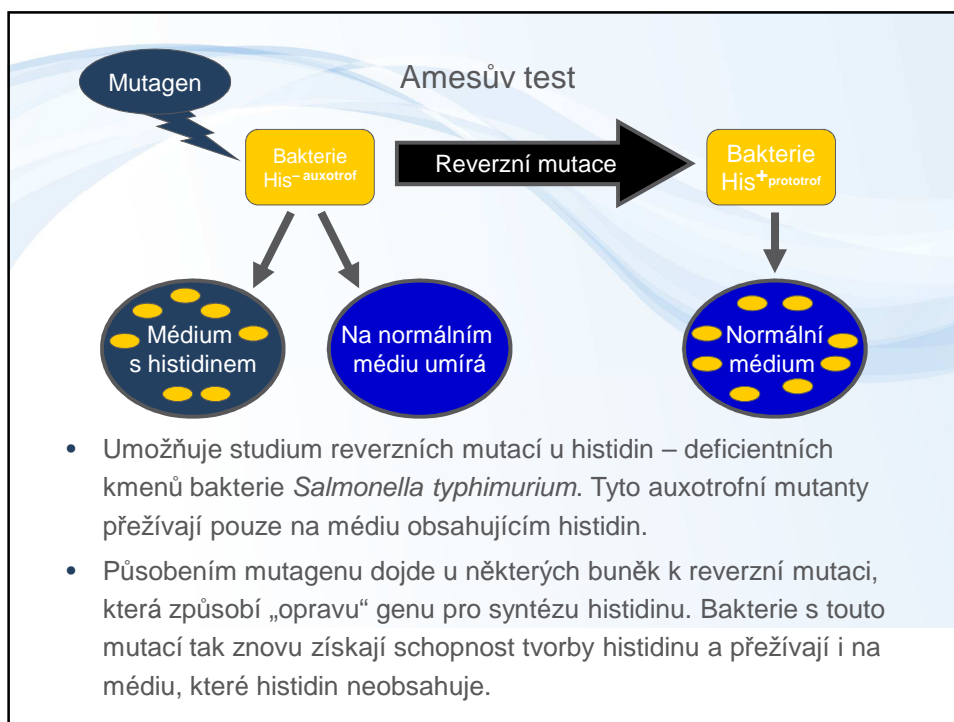 Amesův test
Mutagen
Bakterie
His– auxotrof
Reverzní mutace
Bakterie
His+prototrof
Médium
s histidinem
Na normálním
médiu umírá
Normální
médium
• Umožňuje studium reverzních mutací u histidin – deficientních
kmenů bakterie Salmonella typhimurium. Tyto auxotrofní mutanty
přežívají pouze na médiu obsahujícím histidin.
• Působením mutagenu dojde u některých buněk k reverzní mutaci,
která způsobí „opravu“ genu pro syntézu histidinu. Bakterie s touto
mutací tak znovu získají schopnost tvorby histidinu a přežívají i na
médiu, které histidin neobsahuje.